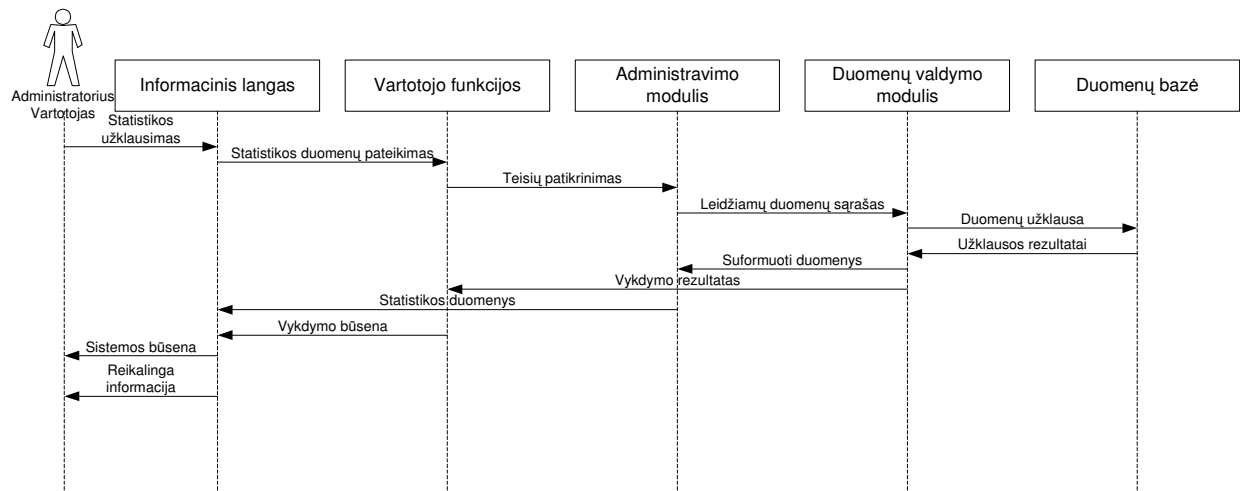 Administratorius
Vartotojas
Informacinis langas
Vartotojo funkcijos
Administravimo
modulis
Duomenų valdymo
modulis
Duomenų bazė
Statistikos
užklausimas
Statistikos duomenų pateikimas
Teisių patikrinimas
Leidžiamų duomenų sąrašas
Duomenų užklausa
Užklausos rezultatai
Suformuoti duomenys
Vykdymo rezultatas
Statistikos duomenys
Vykdymo būsena
Sistemos būsena
Reikalinga
informacija